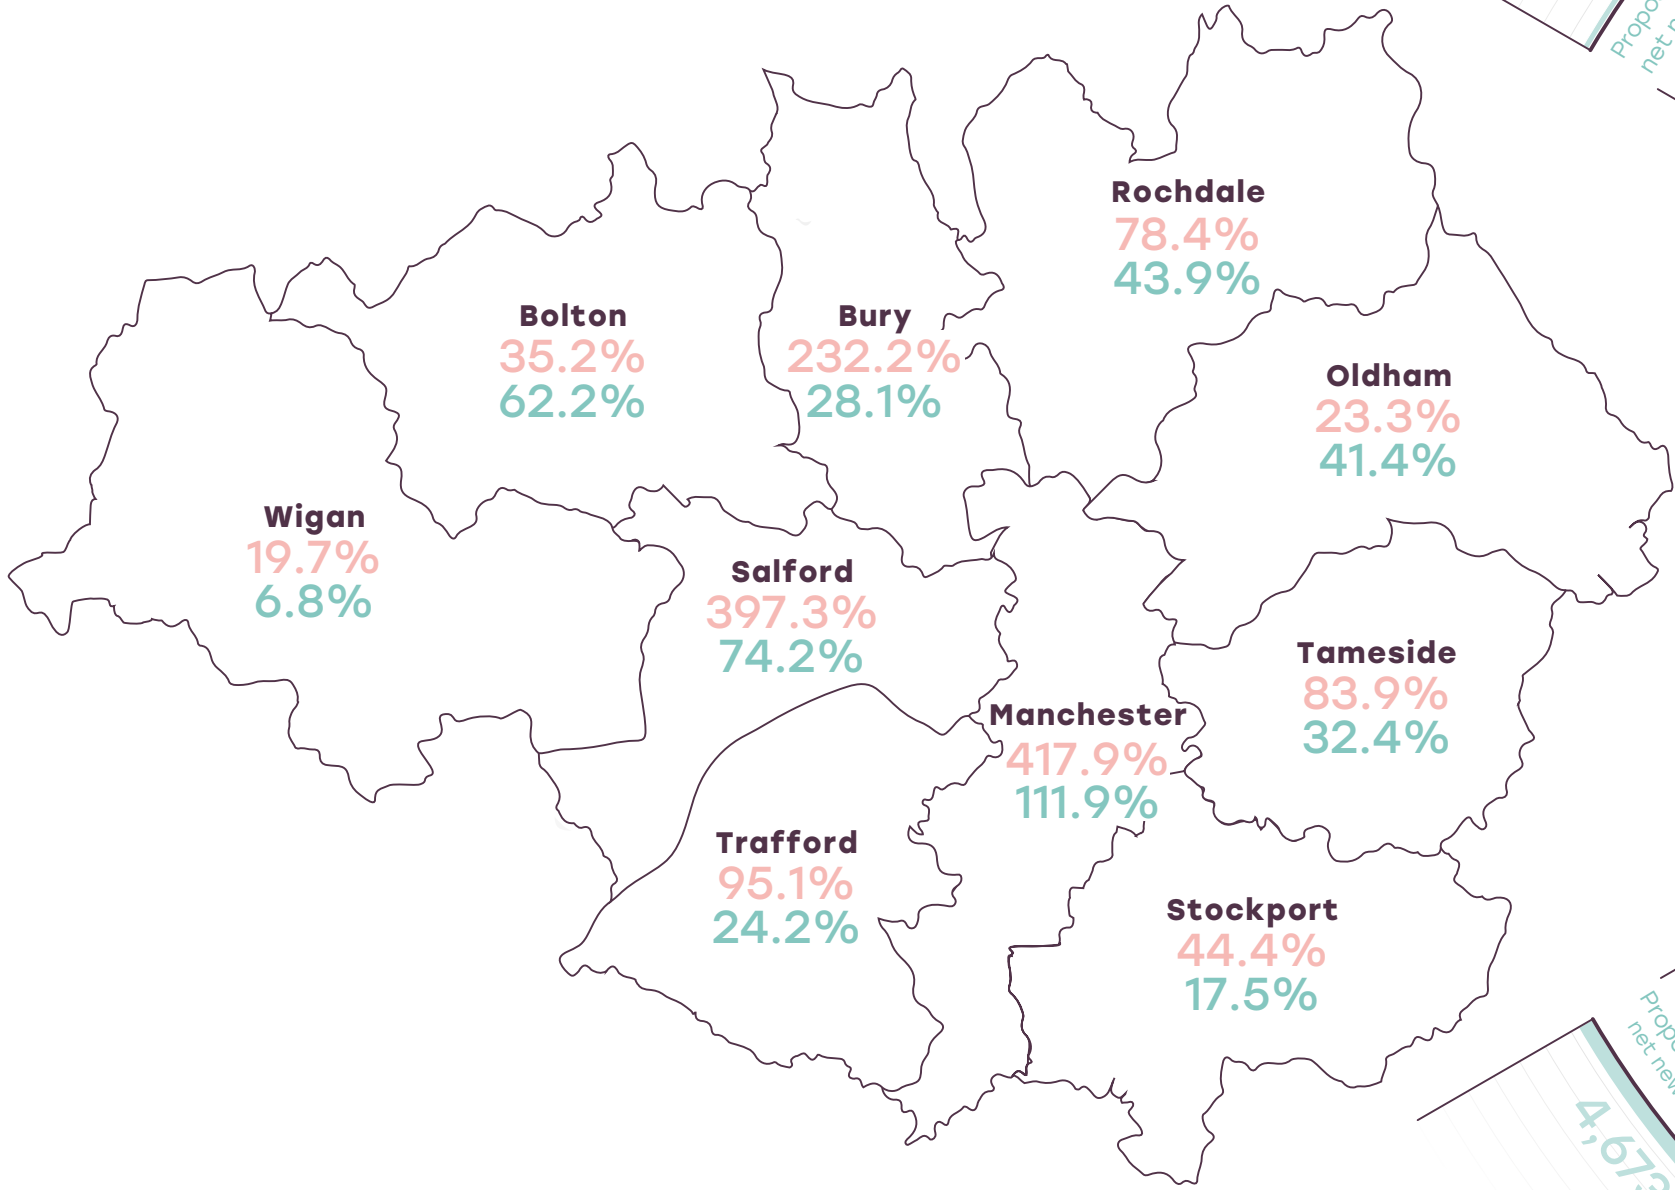 Rochdale
78.4%
43.9%
Bolton
35.2%
62.2%
Bury
232.2%
28.1%
Oldham
23.3%
41.4%
Wigan
19.7%
6.8%
Salford
397.3%
74.2%
Tameside
83.9%
32.4%
Manchester
417.9%
111.9%
Trafford
95.1%
24.2%
Stockport
44.4%
17.5%
net new